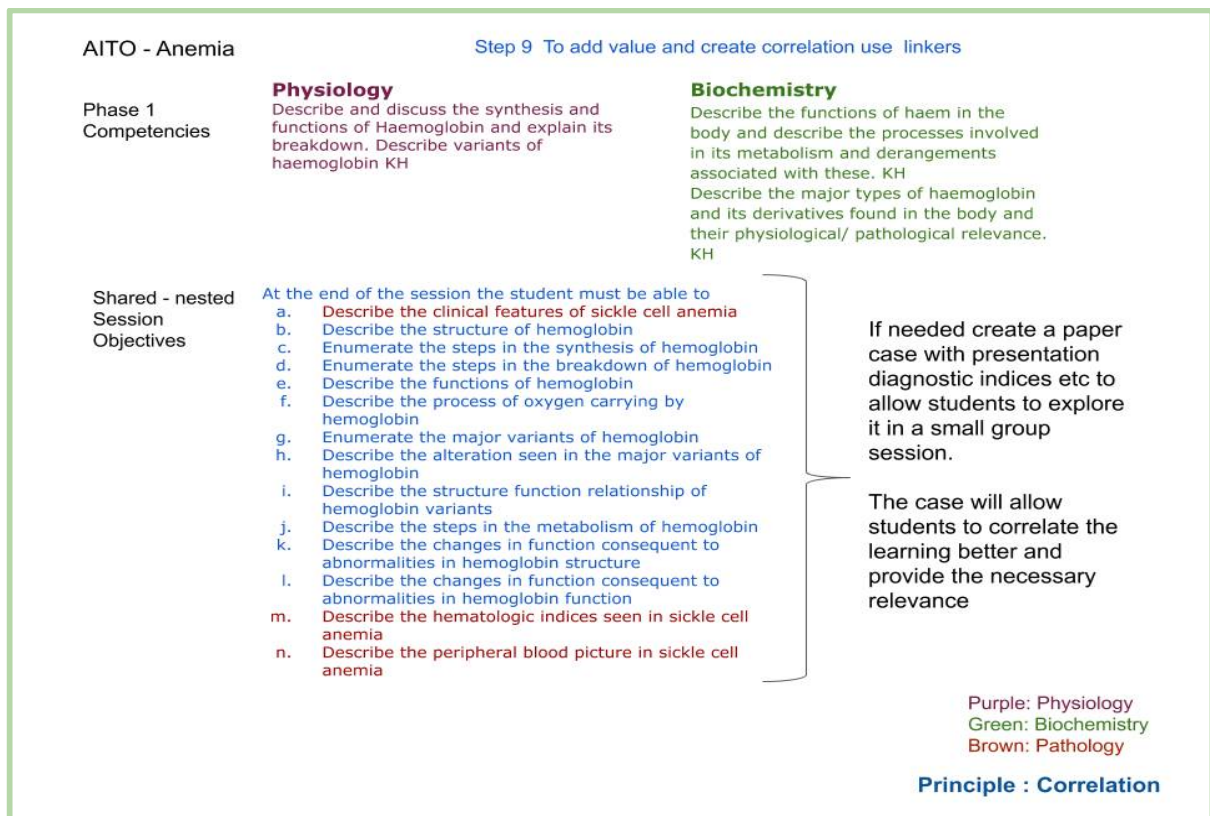 AITO - Anemia
Step 9 To add value and create correlation use linkers
Phase 1
Competencies
Physiology
Describe and discuss the synthesis and
functions of Haemoglobin and explain its
breakdown. Describe variants of
haemoglobin KH
Biochemistry
Describe the functions of haem in the
body and describe the processes involved
in its metabolism and derangements
associated with these. KH
Describe the major types of haemoglobin
and its derivatives found in the body and
their physiological/ pathological relevance.
KH
Shared - nested
Session
Objectives
At the end of the session the student must be able to
a. Describe the clinical features of sickle cell anemia
b. Describe the structure of hemoglobin
c. Enumerate the steps in the synthesis of hemoglobin
d. Enumerate the steps in the breakdown of hemoglobin
e. Describe the functions of hemoglobin
f. Describe the process of oxygen carrying by
hemoglobin
g. Enumerate the major variants of hemoglobin
h. Describe the alteration seen in the major variants of
hemoglobin
i. Describe the structure function relationship of
hemoglobin variants
j. Describe the steps in the metabolism of hemoglobin
k. Describe the changes in function consequent to
abnormalities in hemoglobin structure
l. Describe the changes in function consequent to
abnormalities in hemoglobin function
m. Describe the hematologic indices seen in sickle cell
anemia
n. Describe the peripheral blood picture in sickle cell
anemia
If needed create a paper
case with presentation
diagnostic indices etc to
allow students to explore
it in a small group
session.
The case will allow
students to correlate the
learning better and
provide the necessary
relevance
Purple: Physiology
Green: Biochemistry
Brown: Pathology
Principle : Correlation